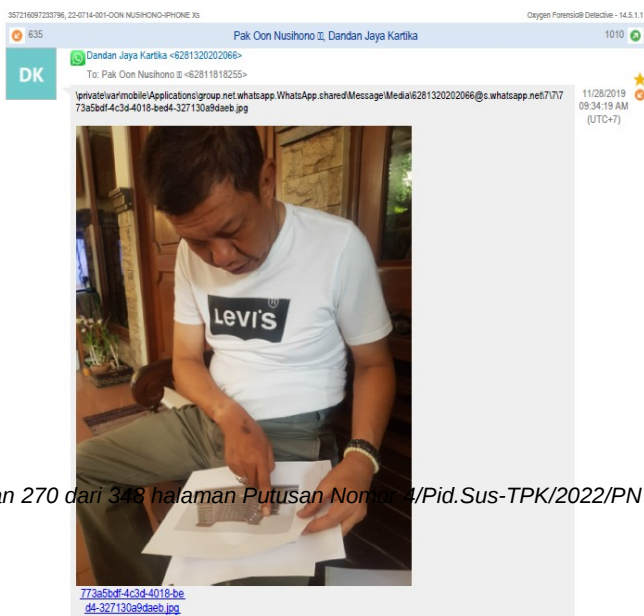 357216097233796, 22-0714-001-OON NUSIHONO-IPHONE Xs
Oxygen Forensic® Detective - 14.5.1.1
635
Pak Oon Nusihono ⍰, Dandan Jaya Kartika
1010
DK
Dandan Jaya Kartika <6281320202066>
To: Pak Oon Nusihono ⍰ <62811818255>
\private\var\mobile\Applications\group.net.whatsapp.WhatsApp.shared\Message\Media\6281320202066@s.whatsapp.net\7\7\7
73a5bdf-4c3d-4018-bed4-327130a9daeb.jpg
11/28/2019
09:34:19 AM
(UTC+7)
LEVI'S ®
an 270 dari 348 halaman Putusan Nomor 4/Pid.Sus-TPK/2022/PN
773a5bdf-4c3d-4018-be
d4-327130a9daeb.jpg